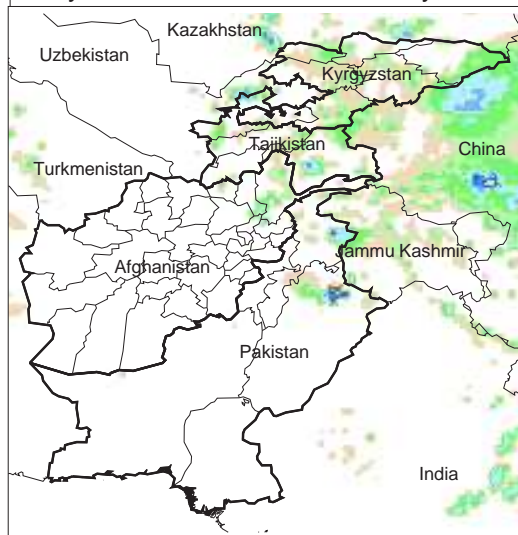 Kazakhstan
Uzbekistan
Kyrgyzstan
Tajikistan
China
Turkmenistan
Jammu Kashmir
Afghanistan
Pakistan
India